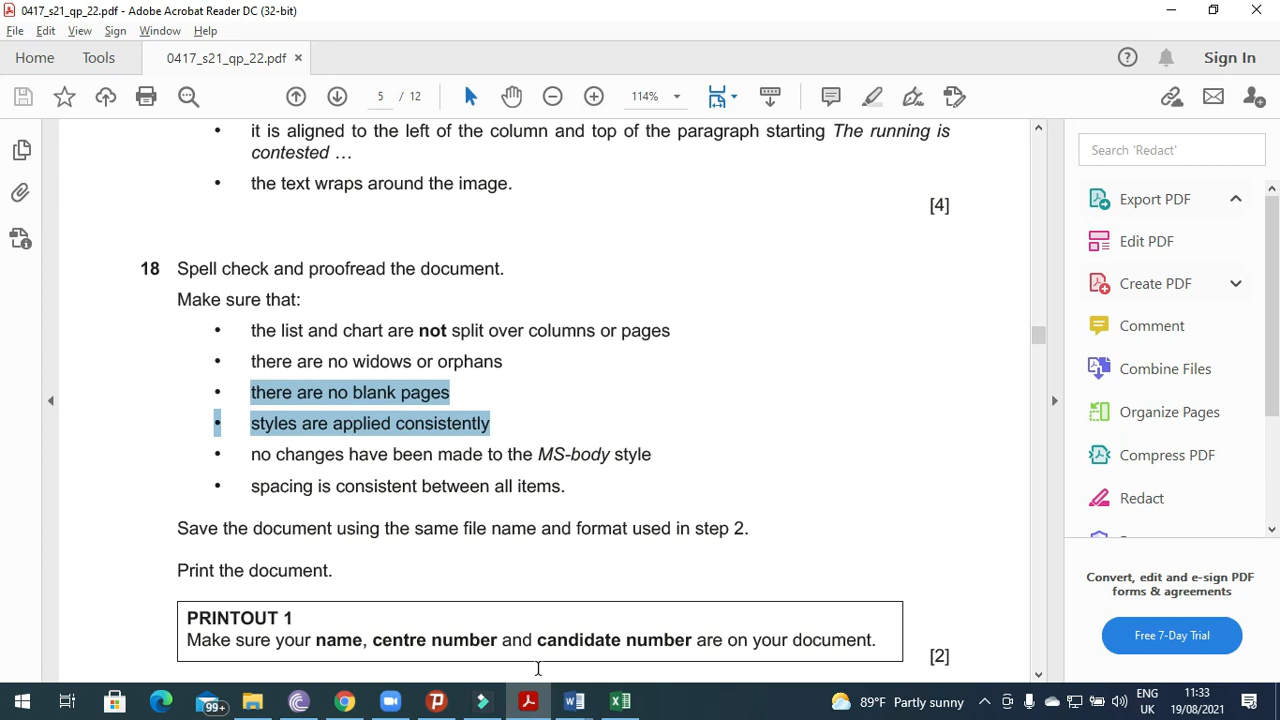 0417_s21_qp_22.pdf - Adobe Acrobat Reader DC (32-bit)
File Edit View Sign Window Help
Home Tools 0417_s21_qp_22.pdf × Sign In
5 / 12 114%
• it is aligned to the left of the column and top of the paragraph starting The running is
contested …
• the text wraps around the image.
[4]
18 Spell check and proofread the document.
Make sure that:
• the list and chart are not split over columns or pages
• there are no widows or orphans
• there are no blank pages
• styles are applied consistently
• no changes have been made to the MS-body style
• spacing is consistent between all items.
Save the document using the same file name and format used in step 2.
Print the document.
PRINTOUT 1
Make sure your name, centre number and candidate number are on your document.
[2]
Search 'Redact'
Export PDF
Edit PDF
Create PDF
Comment
Combine Files
Organize Pages
Compress PDF
Redact
Convert, edit and e-sign PDF
forms & agreements
Free 7-Day Trial
99+
89°F Partly sunny
ENG
UK
11:33
19/08/2021